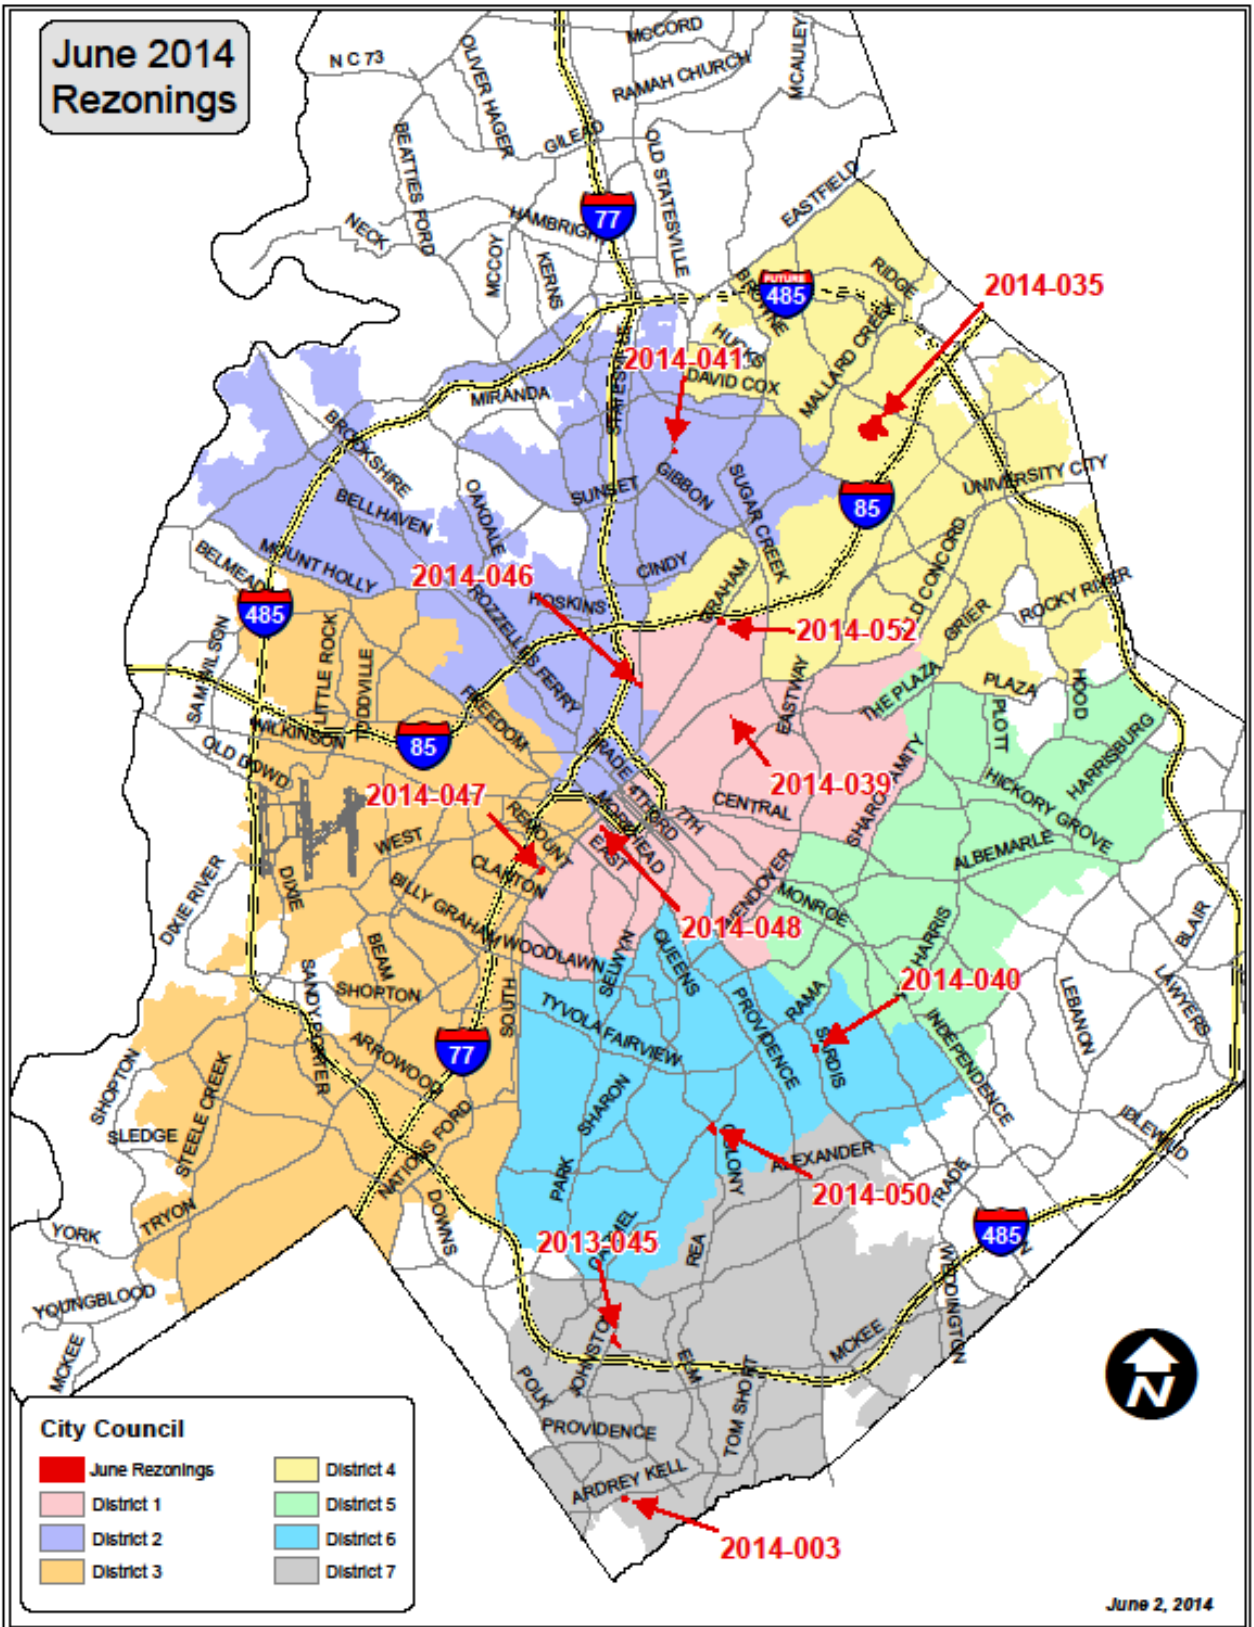 June 2014
Rezonings
N C 73
OLIVER HAGER
MCCORD
RAMAH CHURCH
MCAULEY
BEATTIES FORD
GILEAD
OLD STATESVILLE
EASTFIELD
NECK
HAMBRIGHT
77
MCCOY
KERNS
BROWNE
FUTURE
485
RIDGE
2014-035
HUCKS
MALLARD CREEK
2014-041
DAVID COX
STATESVILLE
MIRANDA
BROOKSHIRE
BELLHAVEN
OAKDALE
SUNSET
GIBBON
SUGAR CREEK
85
UNIVERSITY CITY
BELMEADE
MOUNT HOLLY
CINDY
GRAHAM
OLD CONCORD
2014-046
HOSKINS
485
ROZZELLES FERRY
2014-052
GRIER
ROCKY RIVER
SAM WILSON
LITTLE ROCK
TODDVILLE
FREEDOM
EASTWAY
THE PLAZA
PLAZA
HOOD
WILKINSON
85
PLOTT
HARRISBURG
OLD DOWD
TRADE
4TH
7TH
2014-039
SHARON AMITY
HICKORY GROVE
2014-047
REMOUNT
MOREHEAD
CENTRAL
WEST
EAST
ALBEMARLE
DIXIE RIVER
DIXIE
CLANTON
WENDOVER
MONROE
BILLY GRAHAM
WOODLAWN
2014-048
BLAIR
BEAM
SELWYN
QUEENS
HARRIS
SHOPTON
SANDY PORTER
SOUTH
RAMA
2014-040
LEBANON
LAWYERS
TYVOLA
FAIRVIEW
PROVIDENCE
SARDIS
INDEPENDENCE
ARROWOOD
77
SHOPTON
STEELE CREEK
SHARON
IDLEWILD
SLEDGE
NATIONS FORD
COLONY
ALEXANDER
PARK
2014-050
TRADE
YORK
TRYON
DOWNS
485
2013-045
REA
WEDDINGTON
YOUNGBLOOD
MCKEE
JOHNSTON
MCKEE
ELM
POLK
TOM SHORT
PROVIDENCE
N
ARDREY KELL
2014-003
City Council
June Rezonings
District 1
District 2
District 3
District 4
District 5
District 6
District 7
June 2, 2014